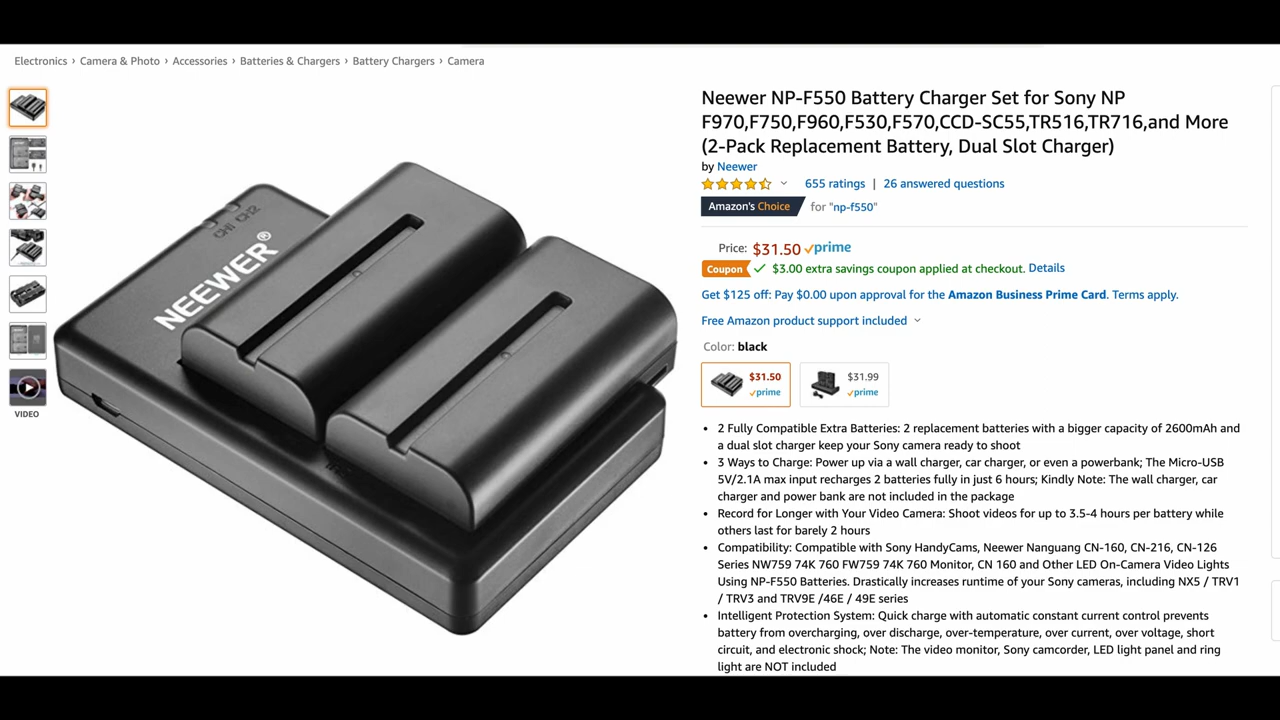 Electronics › Camera & Photo › Accessories › Batteries & Chargers › Battery Chargers › Camera
VIDEO
CH1 CH2
NEEWER®
Neewer NP-F550 Battery Charger Set for Sony NP
F970,F750,F960,F530,F570,CCD-SC55,TR516,TR716,and More
(2-Pack Replacement Battery, Dual Slot Charger)
by Neewer
655 ratings | 26 answered questions
Amazon's Choice for "np-f550"
Price: $31.50 prime
Coupon $3.00 extra savings coupon applied at checkout. Details
Get $125 off: Pay $0.00 upon approval for the Amazon Business Prime Card. Terms apply.
Free Amazon product support included
Color: black
$31.50 $31.99
prime prime
• 2 Fully Compatible Extra Batteries: 2 replacement batteries with a bigger capacity of 2600mAh and
a dual slot charger keep your Sony camera ready to shoot
• 3 Ways to Charge: Power up via a wall charger, car charger, or even a powerbank; The Micro-USB
5V/2.1A max input recharges 2 batteries fully in just 6 hours; Kindly Note: The wall charger, car
charger and power bank are not included in the package
• Record for Longer with Your Video Camera: Shoot videos for up to 3.5-4 hours per battery while
others last for barely 2 hours
• Compatibility: Compatible with Sony HandyCams, Neewer Nanguang CN-160, CN-216, CN-126
Series NW759 74K 760 FW759 74K 760 Monitor, CN 160 and Other LED On-Camera Video Lights
Using NP-F550 Batteries. Drastically increases runtime of your Sony cameras, including NX5 / TRV1
/ TRV3 and TRV9E /46E / 49E series
• Intelligent Protection System: Quick charge with automatic constant current control prevents
battery from overcharging, over discharge, over-temperature, over current, over voltage, short
circuit, and electronic shock; Note: The video monitor, Sony camcorder, LED light panel and ring
light are NOT included